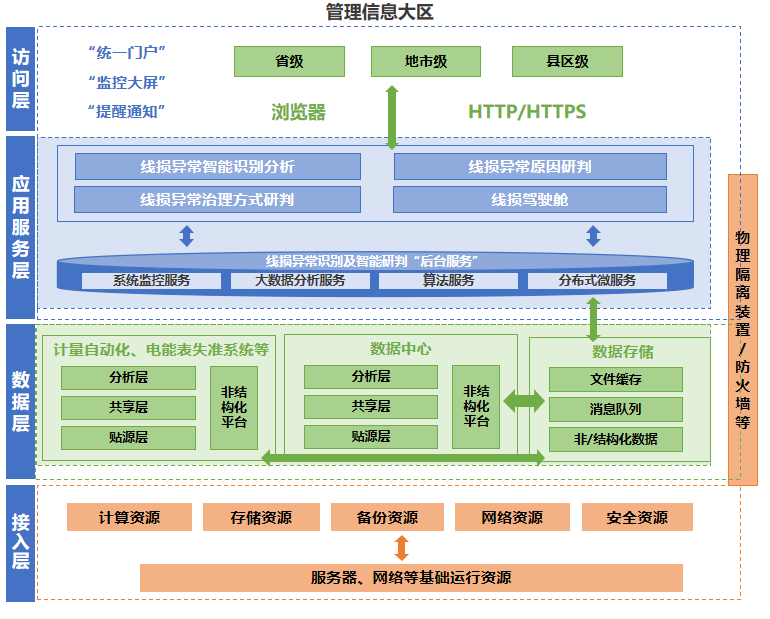 管理信息大区
访问层
“统一门户”
“监控大屏”
“提醒通知”
省级
地市级
县区级
浏览器
HTTP/HTTPS
应用服务层
线损异常智能识别分析
线损异常原因研判
线损异常治理方式研判
线损驾驶舱
线损异常识别及智能研判“后台服务”
系统监控服务
大数据分析服务
算法服务
分布式微服务
物理隔离装置/防火墙等
数据层
计量自动化、电能表失准系统等
分析层
共享层
贴源层
非结构化平台
数据中心
分析层
共享层
贴源层
非结构化平台
数据存储
文件缓存
消息队列
非/结构化数据
接入层
计算资源
存储资源
备份资源
网络资源
安全资源
服务器、网络等基础运行资源